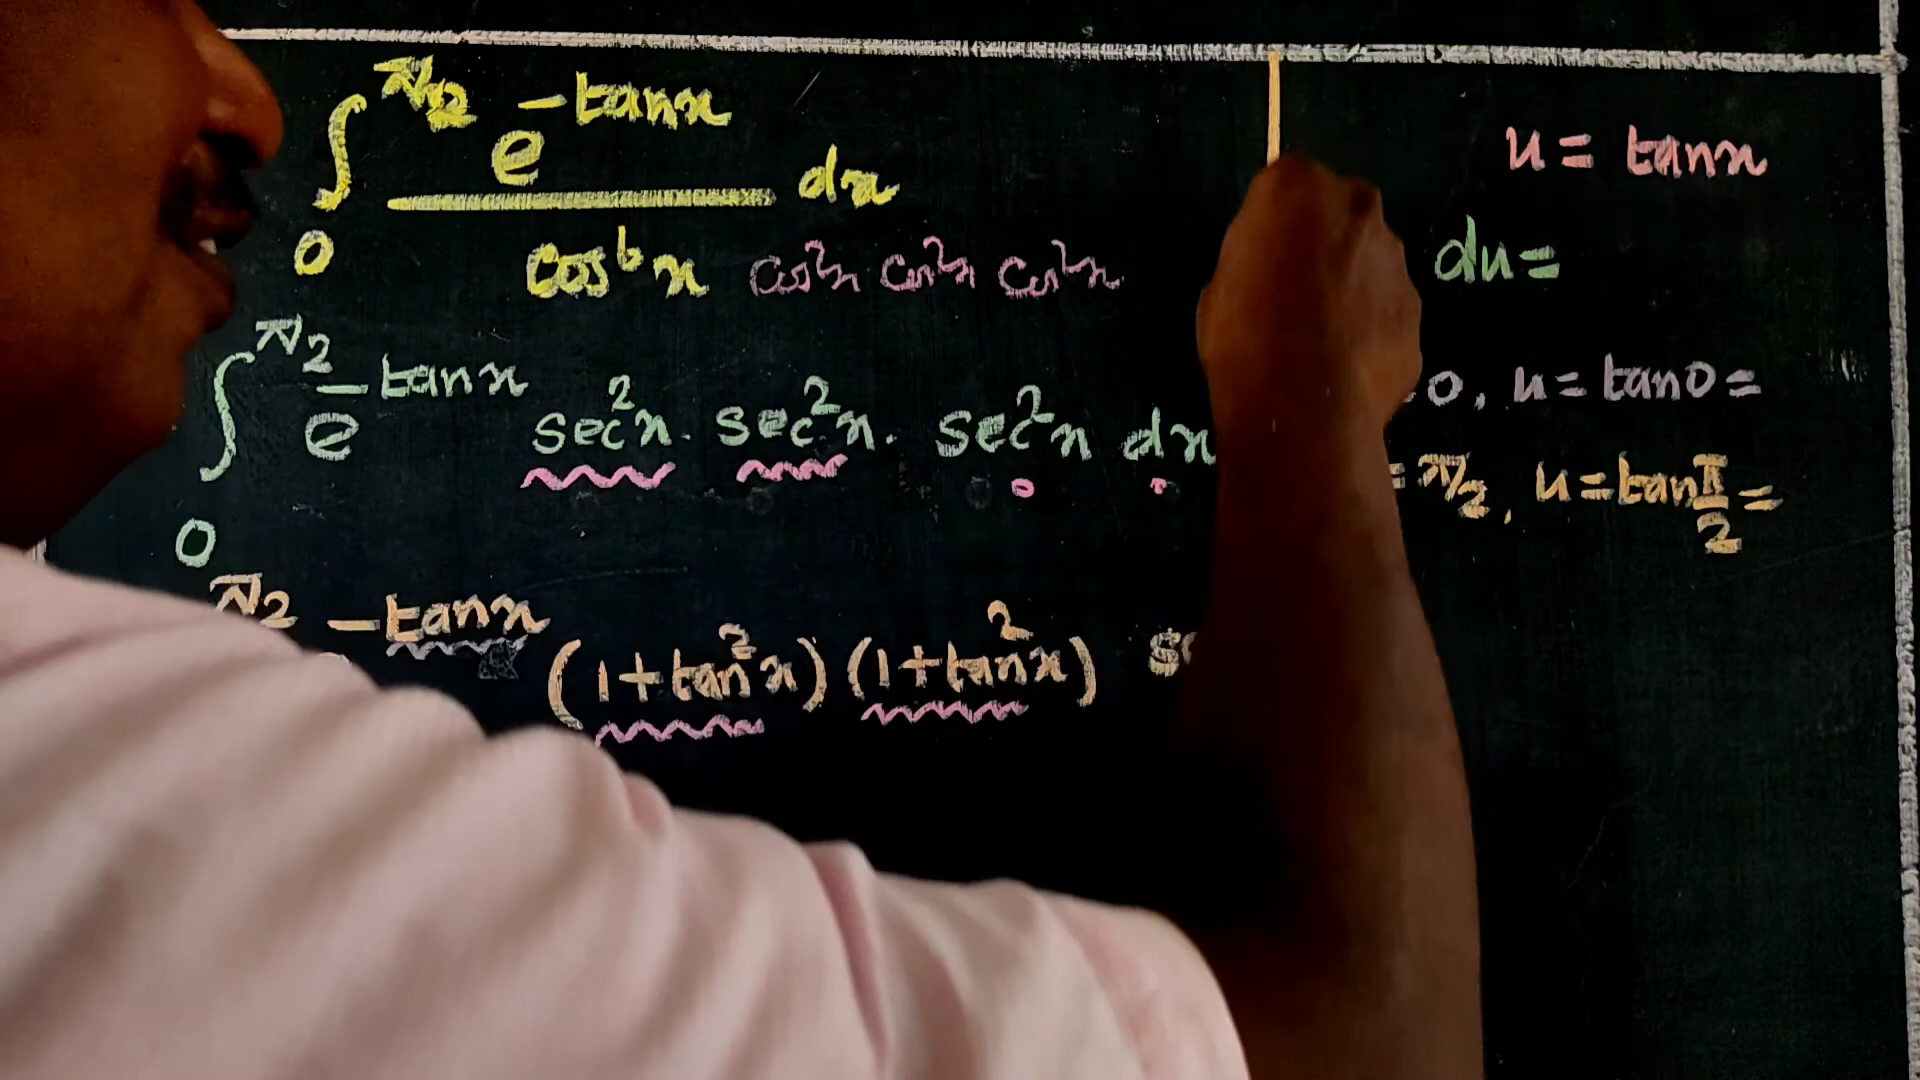 ∫ π/2 0 e^-tanx / cos⁶x dx
cos²x cos²x cos²x
∫ π/2 0 e^-tanx sec²x . sec²x . sec²x dx
π/2 -tanx (1+tan²x) (1+tan²x)
u = tanx
du =
0, u = tan0 =
= π/2, u = tan π/2 =